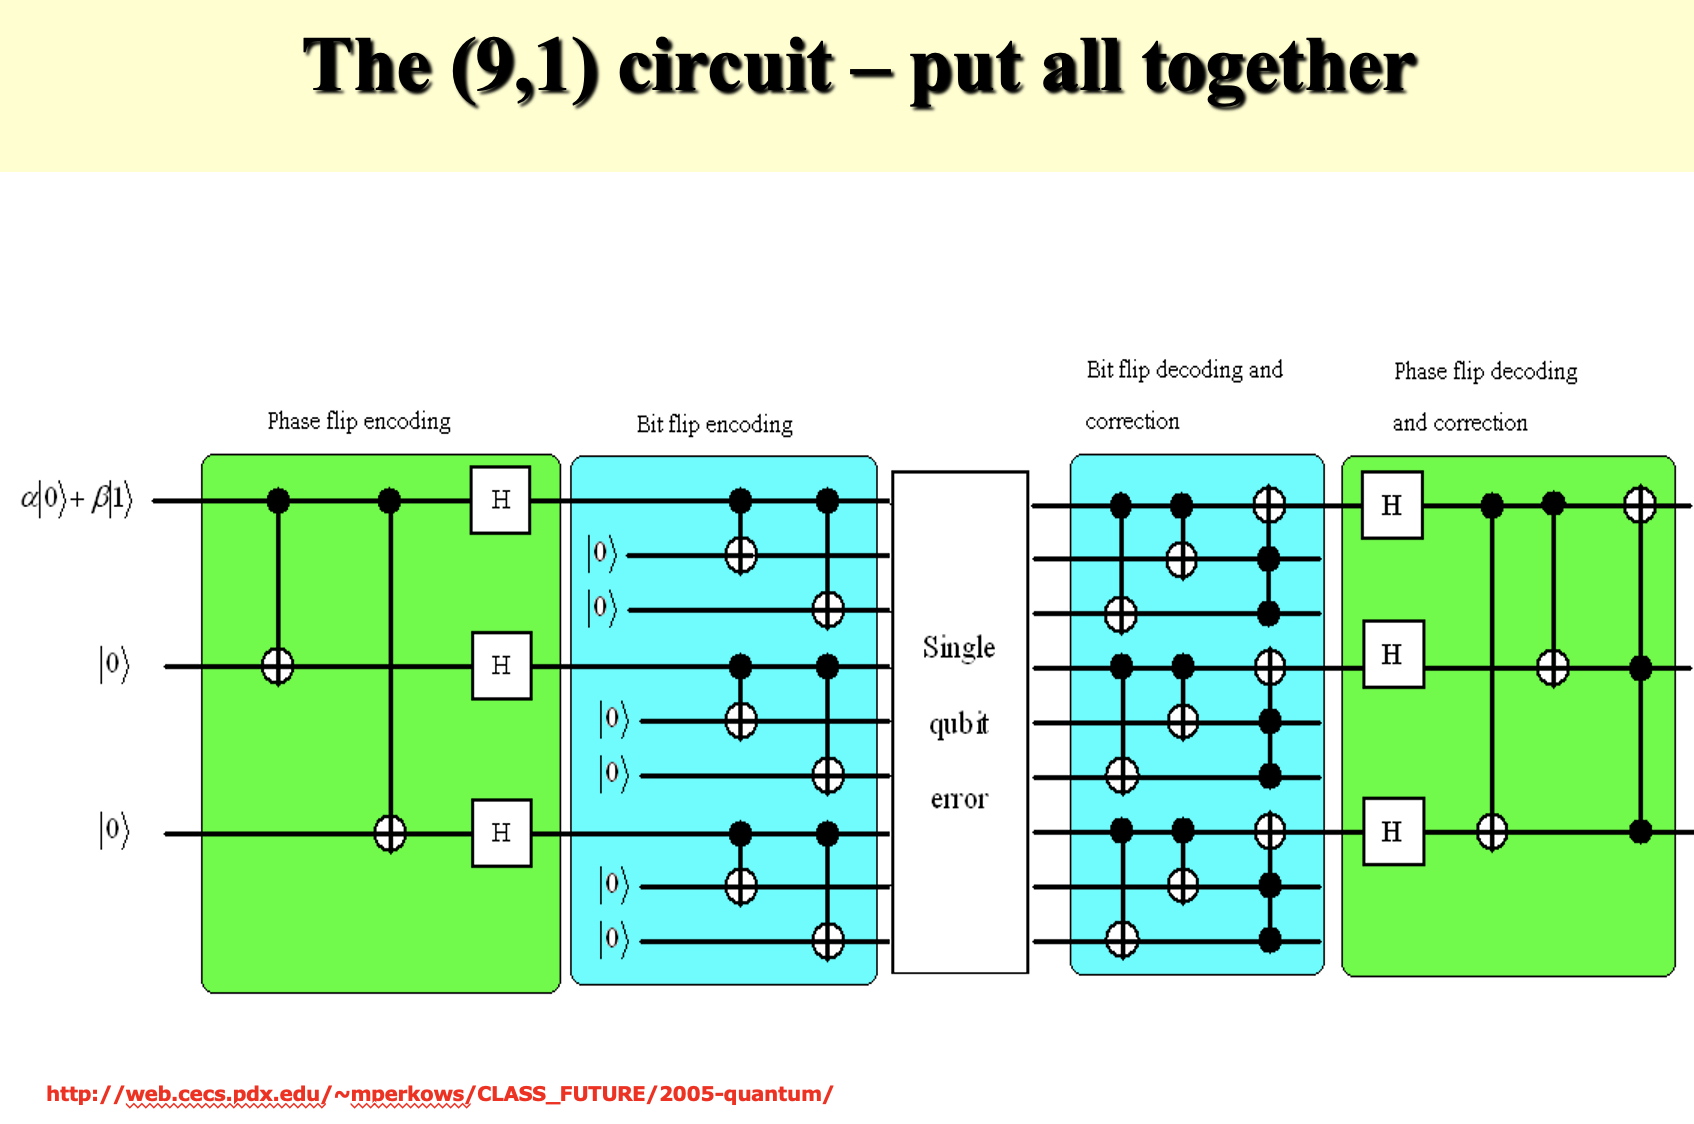 The (9,1) circuit – put all together
Bit flip decoding and
correction
Phase flip decoding
and correction
Phase flip encoding
Bit flip encoding
α|0⟩+ β|1⟩
H
H
|0⟩
|0⟩
Single
qubit
error
|0⟩
H
H
|0⟩
|0⟩
|0⟩
H
H
|0⟩
|0⟩
http://web.cecs.pdx.edu/~mperkows/CLASS_FUTURE/2005-quantum/